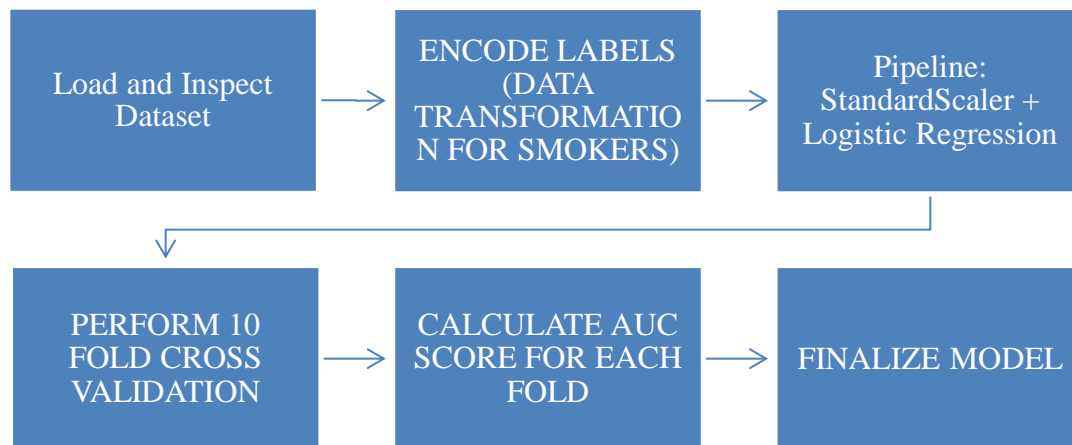 Load and Inspect
Dataset
ENCODE LABELS
(DATA
TRANSFORMATIO
N FOR SMOKERS)
Pipeline:
StandardScaler +
Logistic Regression
PERFORM 10
FOLD CROSS
VALIDATION
CALCULATE AUC
SCORE FOR EACH
FOLD
FINALIZE MODEL